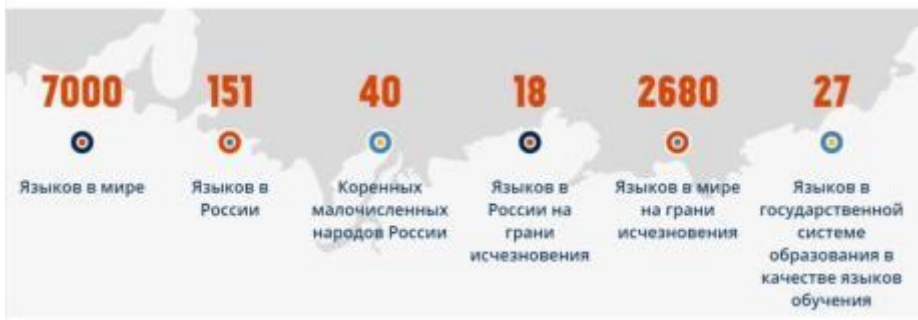 7000
Языков в мире
151
Языков в
России
40
Коренных
малочисленных
народов России
18
Языков в
России на
грани
исчезновения
2680
Языков в мире
на грани
исчезновения
27
Языков в
государственной
системе
образования в
качестве языков
обучения